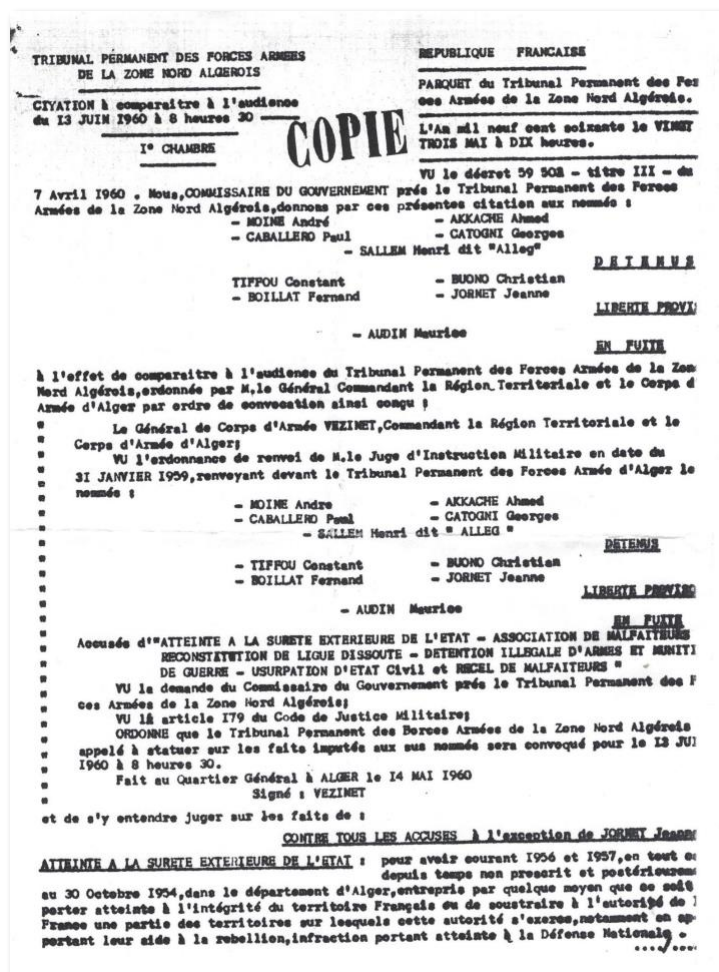 TRIBUNAL PERMANENT DES FORCES ARMEES
DE LA ZONE NORD ALGEROIS
CIYATION à comparaitre à l'audience
du I3 JUIN 1960 à 8 heures 30
I° CHAMBRE
COPIE
REPUBLIQUE FRANCAISE
PARQUET du Tribunal Permanent des For
ces Armées de la Zone Nord Algérois.
L'An mil neuf cent soixante le VINGT
TROIS MAI à DIX heures.
VU le décret 59 502 - titre III - du
7 Avril I960 . Nous,COMMISSAIRE DU GOUVERNEMENT prés le Tribunal Permanent des Forces
Armées de la Zone Nord Algérois,donnons par ces présentes citation aux nommés :
- MOINE André - AKKACHE Ahmed
- CABALLERO Paul - CATOGNI Georges
- SALLEM Henri dit "Alleg"
D E T E N U S
TIFFOU Constant - BUONO Christian
- BOILLAT Fernand - JORNET Jeanne
LIBERTE PROVI
- AUDIN Maurice
EN FUITE
à l'effet de comparaitre à l'audience du Tribunal Permanent des Forces Armées de la Zon
Nord Algérois,ordonnée par M.le Général Commandant la Région Territoriale et le Corps d
Armée d'Alger par ordre de convocation ainsi conçu :
Le Général de Corps d'Armée VEZINET,Commandant la Région Territoriale et le
Corps d'Armée d'Alger;
VU l'ordonnance de renvoi de M.le Juge d'Instruction Militaire en date du
3I JANVIER I959,renvoyant devant le Tribunal Permanent des Forces Armée d'Alger le
nommés :
- MOINE Andre - AKKACHE Ahmed
- CABALLERO Paul - CATOGNI Georges
- SALLEM Henri dit " ALLEG "
DETENUS
- TIFFOU Constant - BUONO Christian
- BOILLAT Fernand - JORNET Jeanne
LIBERTE PROVISO
- AUDIN Maurice
EN FUITE
Accusés d'"ATTEINTE A LA SURETE EXTERIEURE DE L'ETAT - ASSOCIATION DE MALFAITEURS
RECONSTITUTION DE LIGUE DISSOUTE - DETENTION ILLEGALE D'ARMES ET MUNITI
DE GUERRE - USURPATION D'ETAT Civil et RECEL DE MALFAITEURS "
VU la demande du Commissaire du Gouvernement prés le Tribunal Permanent des F
ces Armées de la Zone Nord Algérois;
VU l'à article I79 du Code de Justice Militaire;
ORDONNE que le Tribunal Permanent des Borces Armées de la Zone Nord Algérois
appelé à statuer sur les faits imputés aux sus nommés sera convoqué pour le I3 JUI
I960 à 8 heures 30.
Fait au Quartier Général à ALGER le I4 MAI I960
Signé : VEZINET
et de s'y entendre juger sur les faits de :
CONTRE TOUS LES ACCUSES à l'exception de JORNET Jeanne
ATTEINTE A LA SURETE EXTERIEURE DE L'ETAT : pour avoir courant I956 et I957,en tout
depuis temps non prescrit et postérieurem
au 30 Octobre I954,dans le département d'Alger,entrepris par quelque moyen que ce soit
porter atteinte à l'intégrité du territoire Français ou de soustraire à l'autorité de
France une partie des territoires sur lesquels cette autorité s'exerce,notamment en ap
portant leur aide à la rebellion,infraction portant atteinte à la Défense Nationale .
..../.